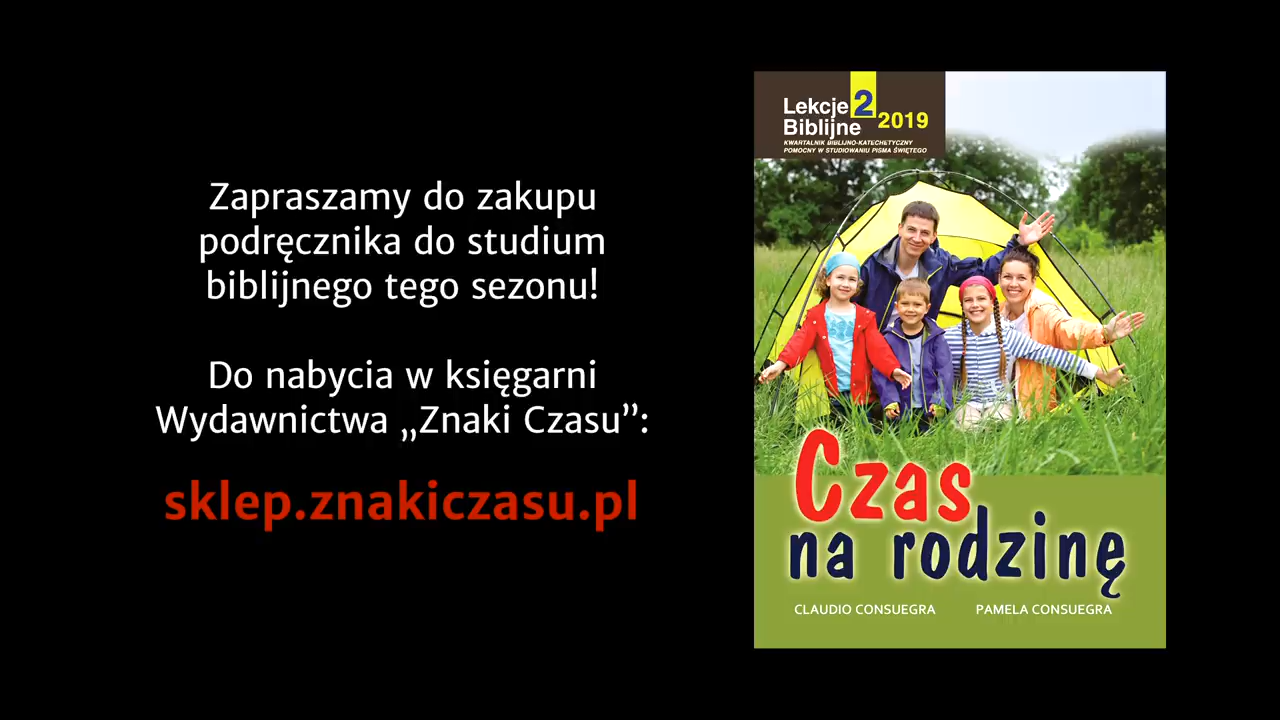 Zapraszamy do zakupu
podręcznika do studium
biblijnego tego sezonu!
Do nabycia w księgarni
Wydawnictwa „Znaki Czasu”:
sklep.znakiczasu.pl
Lekcje 2 2019
Biblijne
KWARTALNIK BIBLIJNO-KATECHETYCZNY
POMOCNY W STUDIOWANIU PISMA ŚWIĘTEGO
Czas
na rodzinę
CLAUDIO CONSUEGRA PAMELA CONSUEGRA